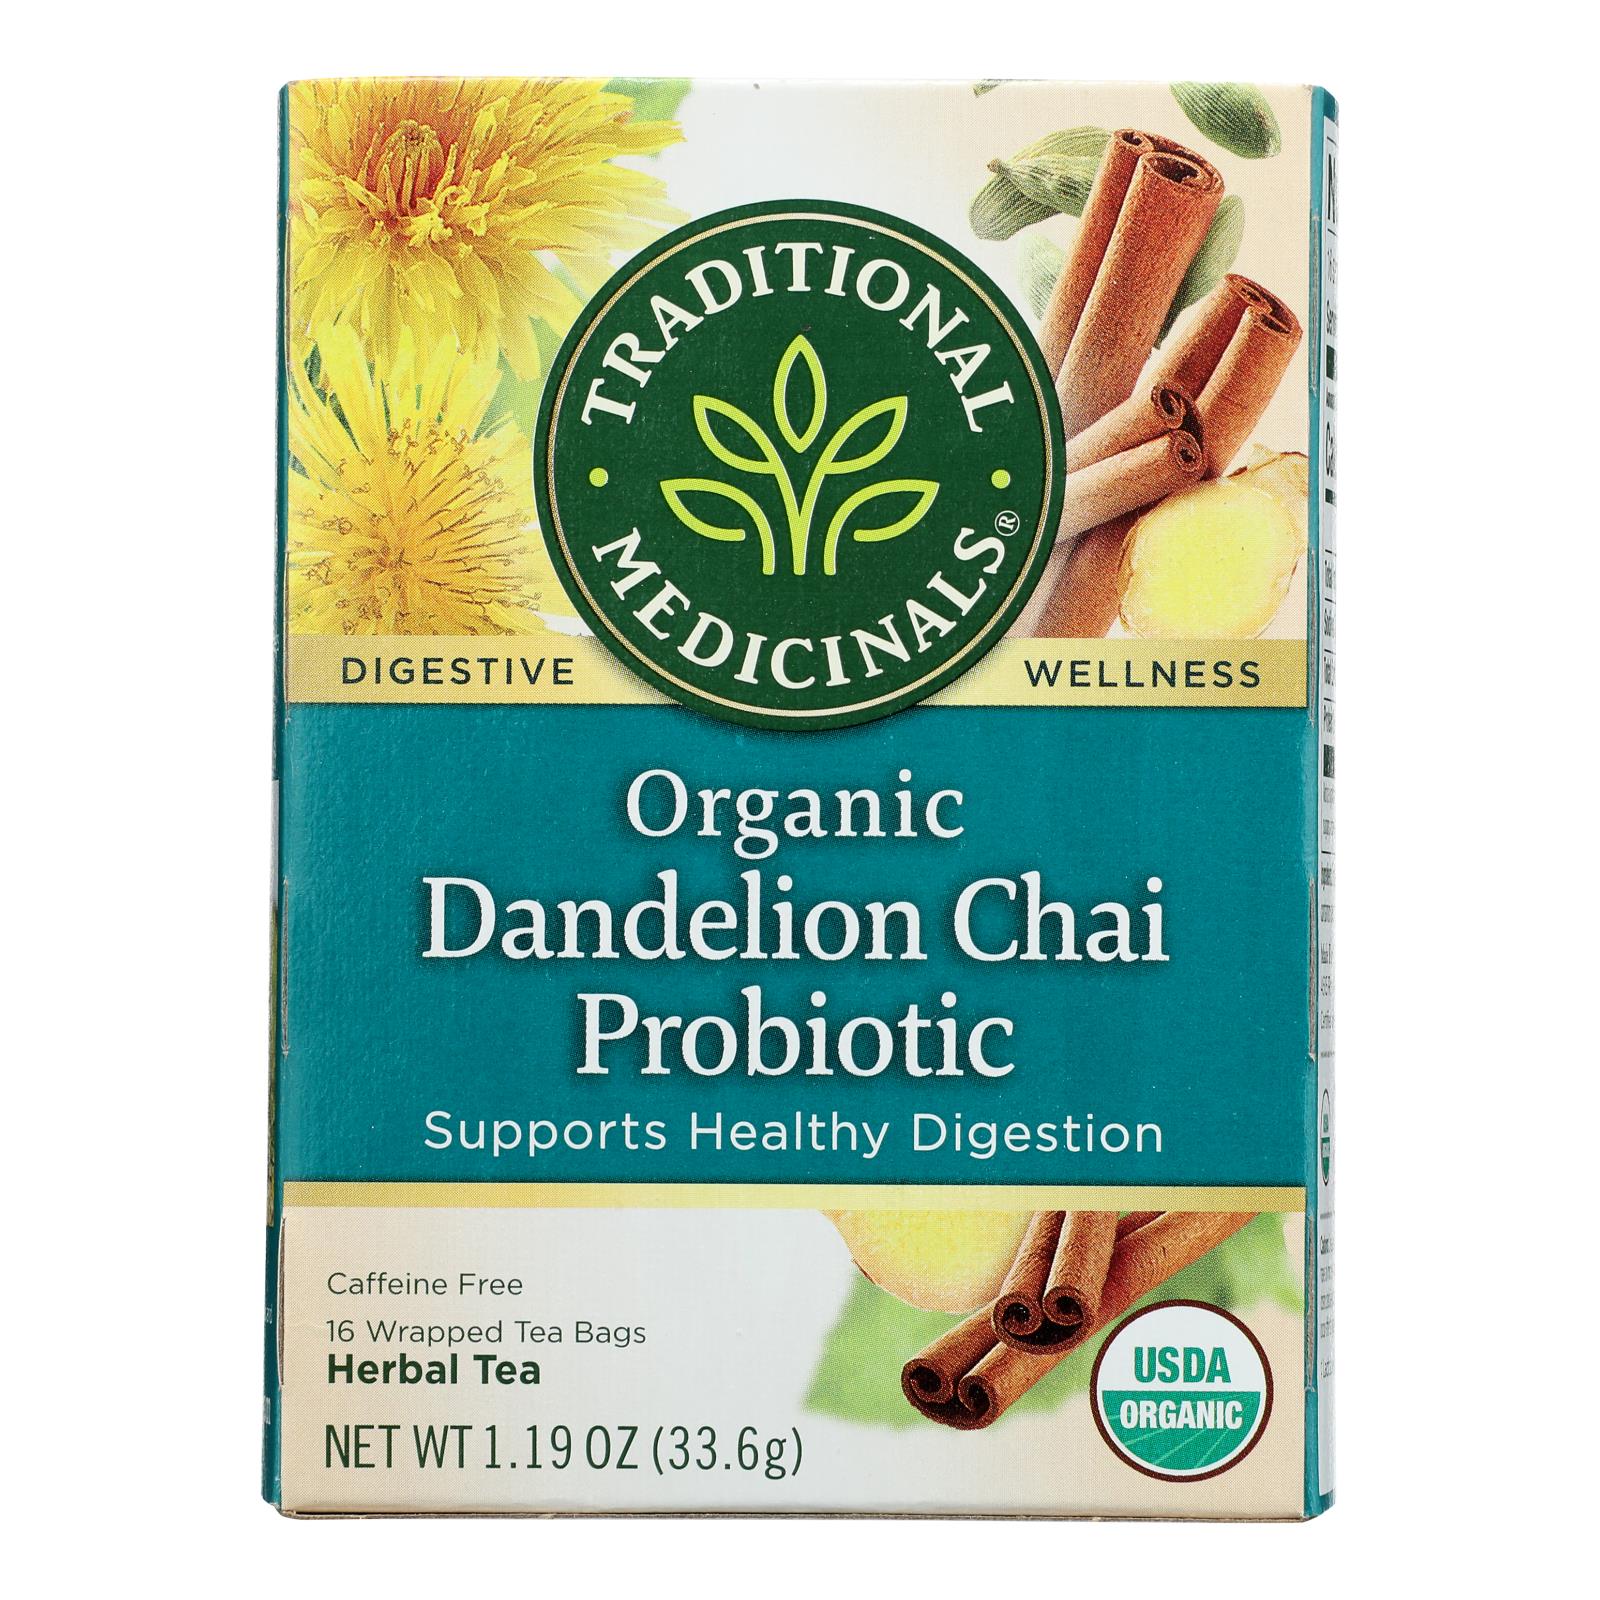 TRADITIONAL
MEDICINALS®
DIGESTIVE
WELLNESS
Organic
Dandelion Chai
Probiotic
Supports Healthy Digestion
Caffeine Free
16 Wrapped Tea Bags
Herbal Tea
NET WT 1.19 OZ (33.6g)
USDA
ORGANIC